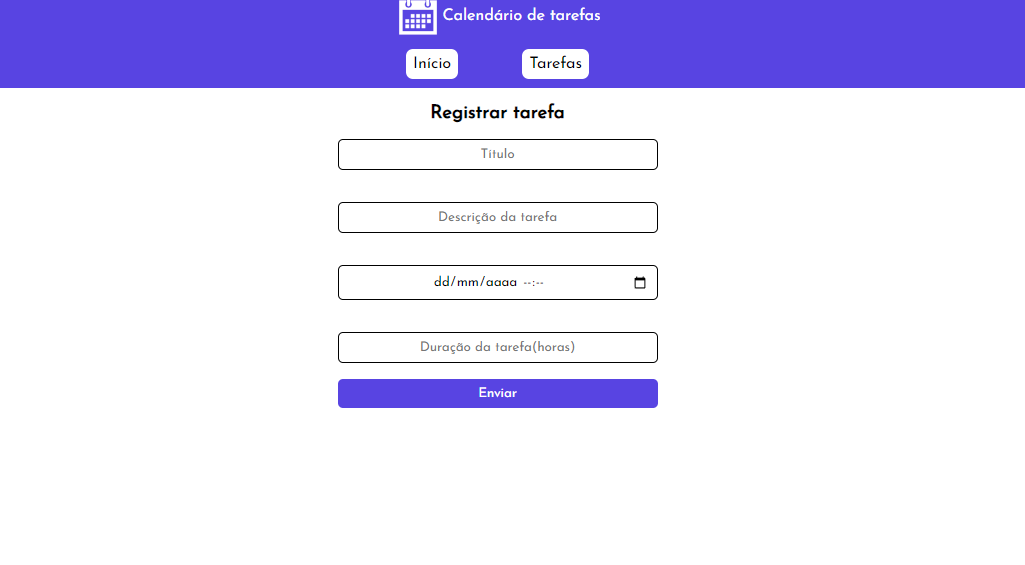 Calendário de tarefas
Início Tarefas
Registrar tarefa
Título
Descrição da tarefa
dd/mm/aaaa --:--
Duração da tarefa(horas)
Enviar